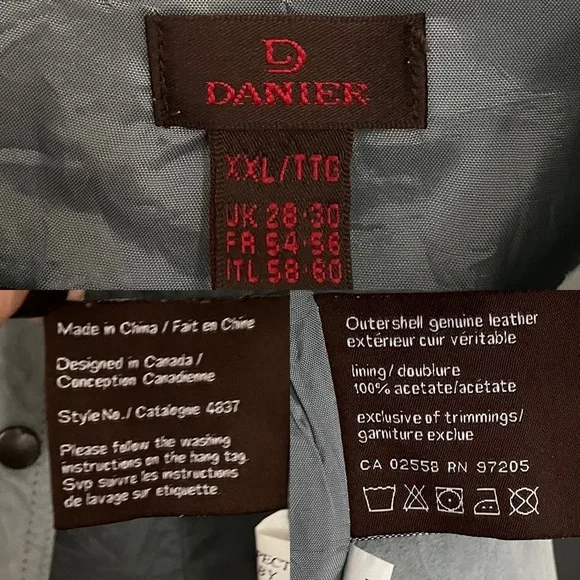 D
DANIER
XXL/TTG
UK 28-30
FR 54-56
ITL 58-60
Made in China / Fait en Chine
Designed in Canada /
Conception Canadienne
Style No./ Catalogue 4837
Please follow the washing
instructions on the hang tag.
Svp suivre les instructions
de lavage sur etiquette.
Outershell genuine leather
extérieur cuir véritable
lining/ doublure
100% acetate/acétate
exclusive of trimmings/
garniture exclue
CA 02558 RN 97205